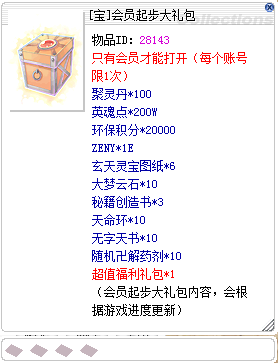 [宝]会员起步大礼包
物品ID: 28143
只有会员才能打开（每个账号
限1次）
聚灵丹*100
英魂点*200W
环保积分*20000
ZENY*1E
玄天灵宝图纸*6
大梦云石*10
秘籍创造书*3
天命环*10
无字天书*10
随机卍解药剂*10
超值福利礼包*1
（会员起步大礼包内容，会根
据游戏进度更新）